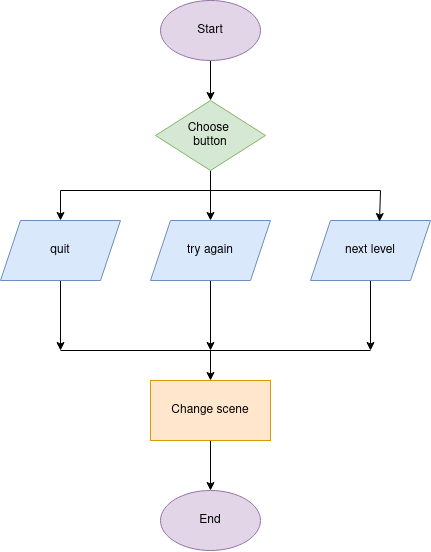 Start
Choose
button
quit
try again
next level
Change scene
End